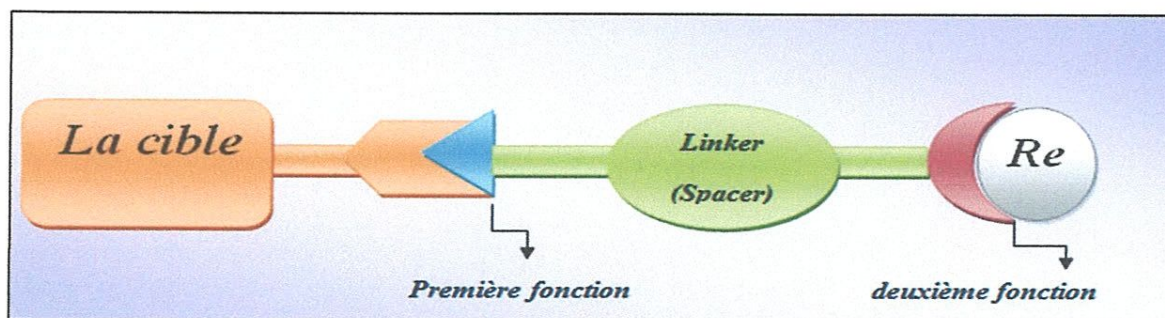 La cible
Linker
(Spacer)
Re
Première fonction
deuxième fonction